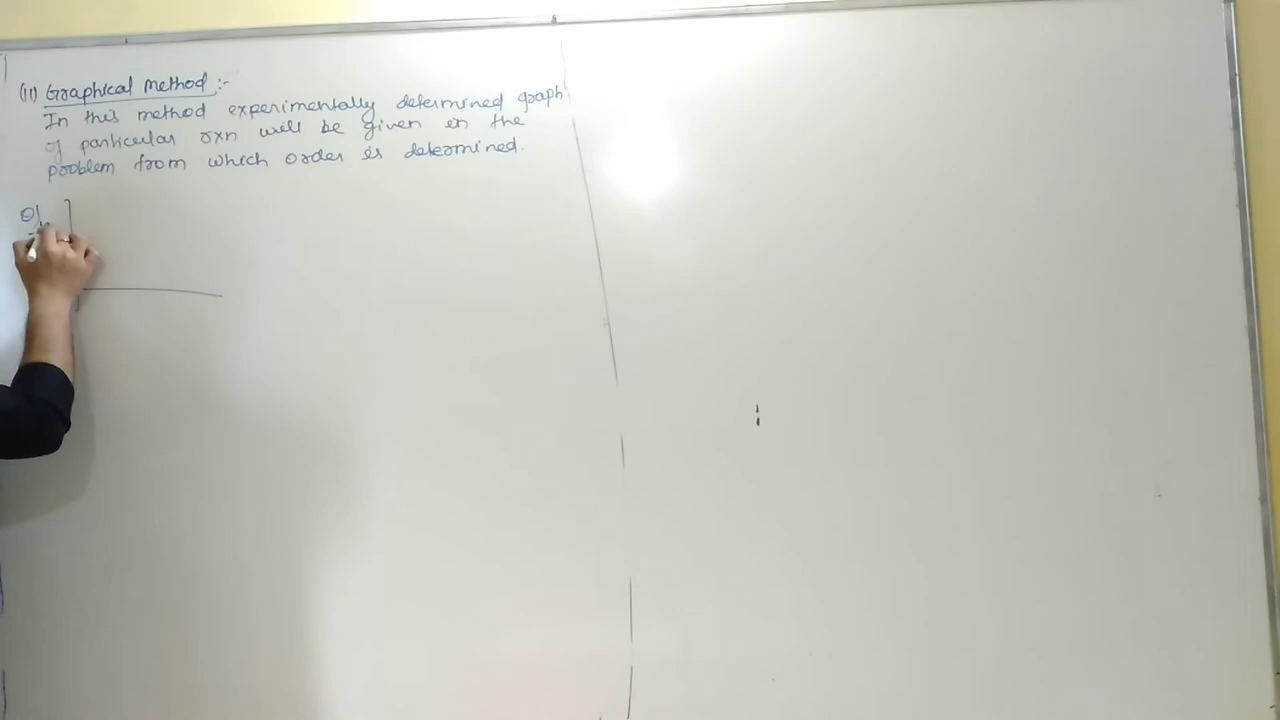 (ii) Graphical Method :-
In this method experimentally determined graph
of particular rxn will be given in the
problem from which order is determined.